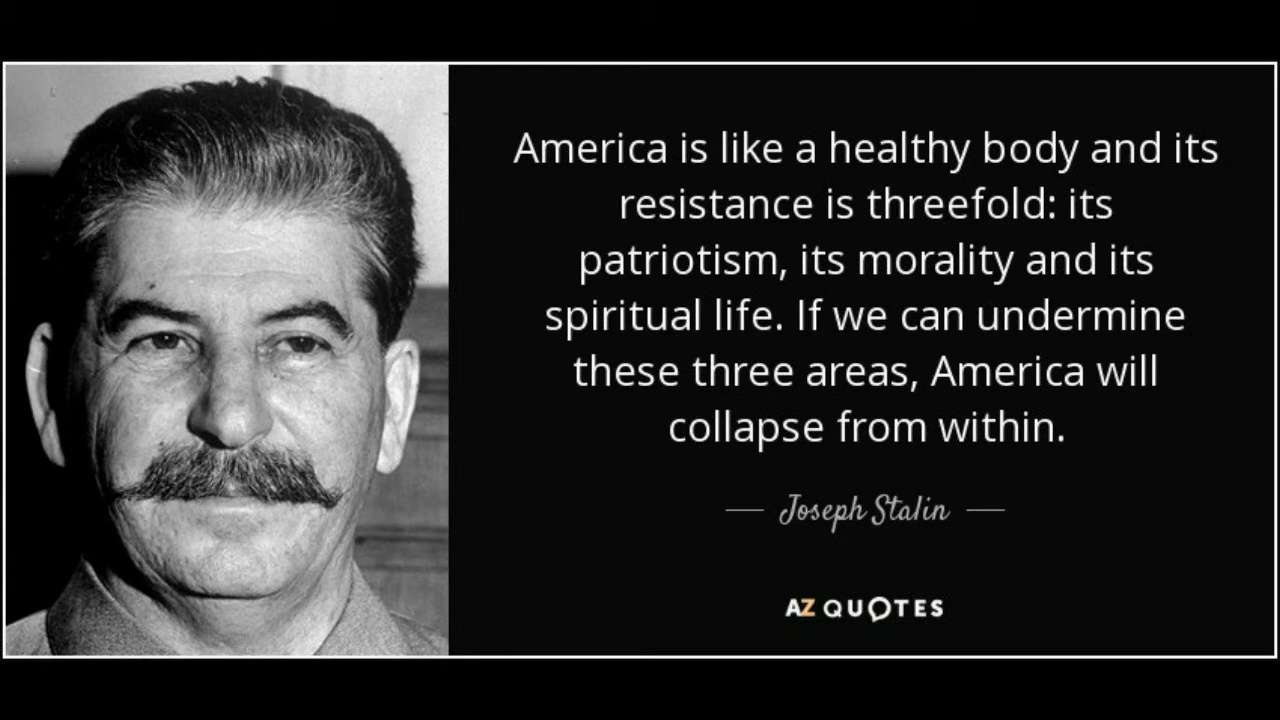 America is like a healthy body and its
resistance is threefold: its
patriotism, its morality and its
spiritual life. If we can undermine
these three areas, America will
collapse from within.
Joseph Stalin
AZ QUOTES